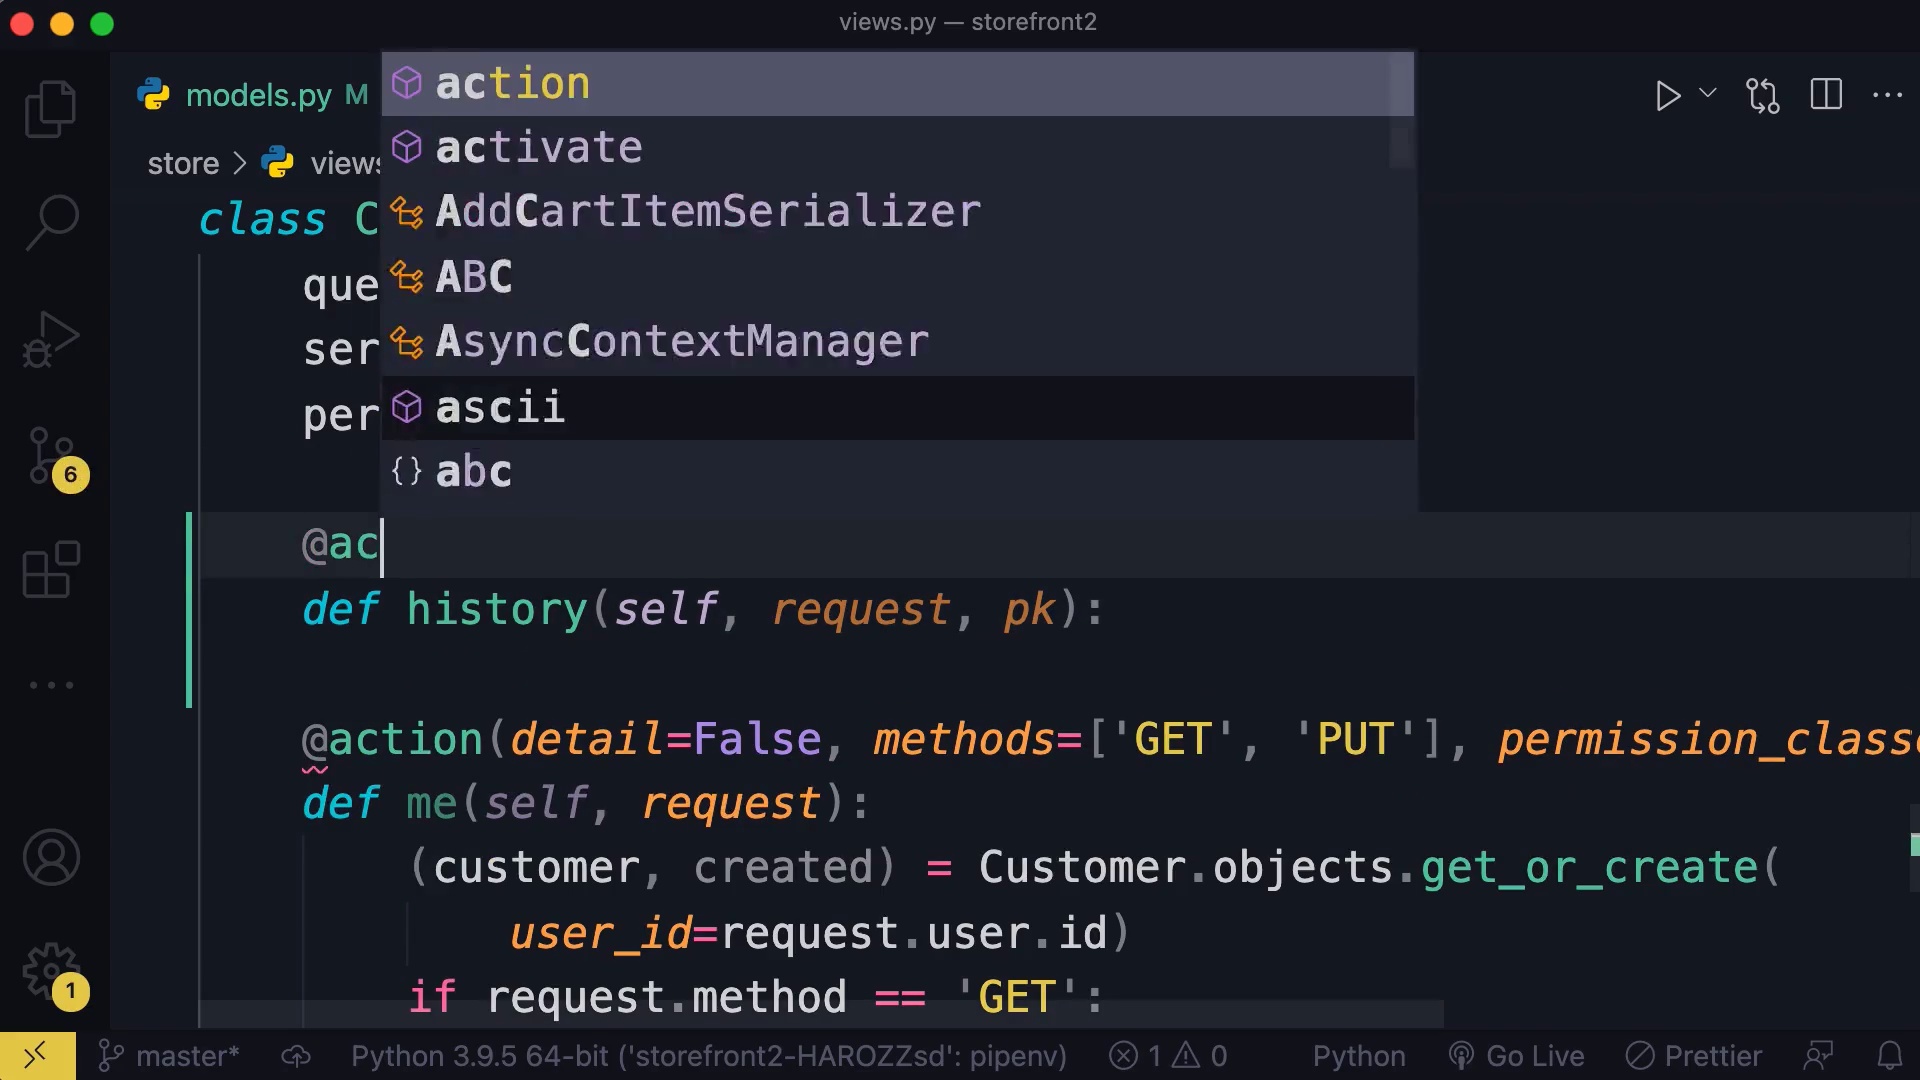 views.py — storefront2
models.py M
store > views
class C
que
ser
per
action
activate
AddCartItemSerializer
ABC
AsyncContextManager
ascii
abc
@ac
def history(self, request, pk):
@action(detail=False, methods=['GET', 'PUT'], permission_class
def me(self, request):
(customer, created) = Customer.objects.get_or_create(
user_id=request.user.id)
if request.method == 'GET':
6
1
master* Python 3.9.5 64-bit ('storefront2-HAROZZsd': pipenv) 1 0 Python Go Live Prettier